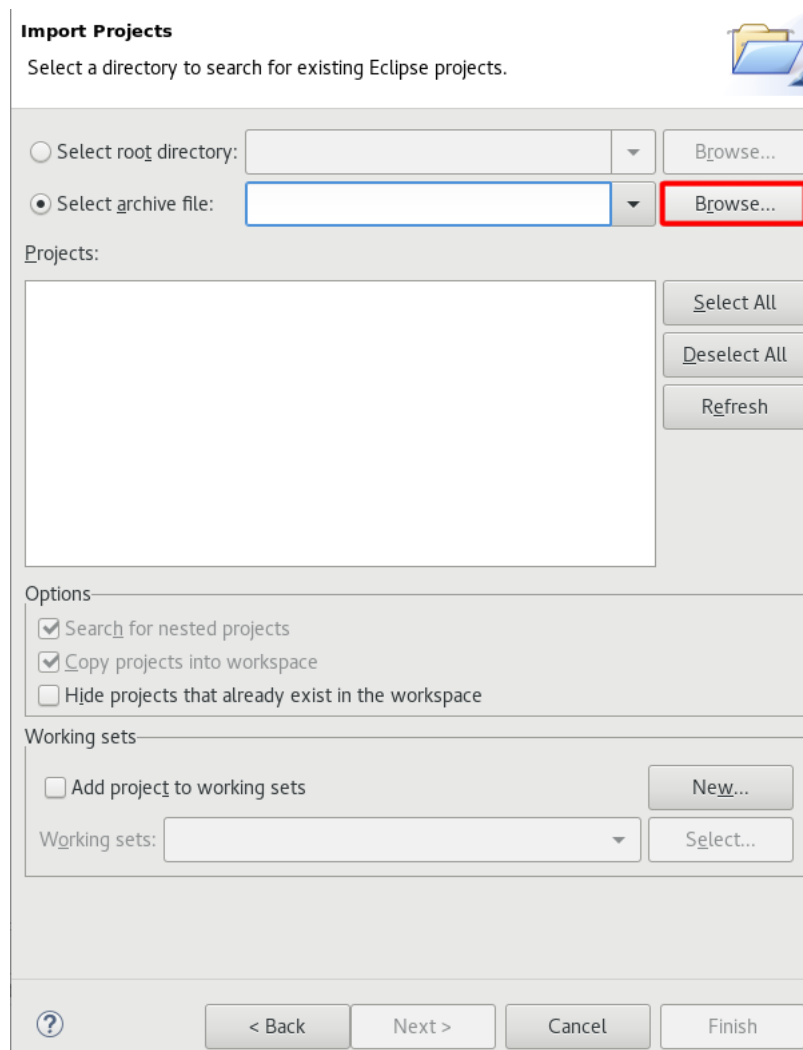 Import Projects
Select a directory to search for existing Eclipse projects.
Select root directory: Browse...
Select archive file: Browse...
Projects:
Select All
Deselect All
Refresh
Options
Search for nested projects
Copy projects into workspace
Hide projects that already exist in the workspace
Working sets
Add project to working sets New...
Working sets: Select...
? < Back Next > Cancel Finish